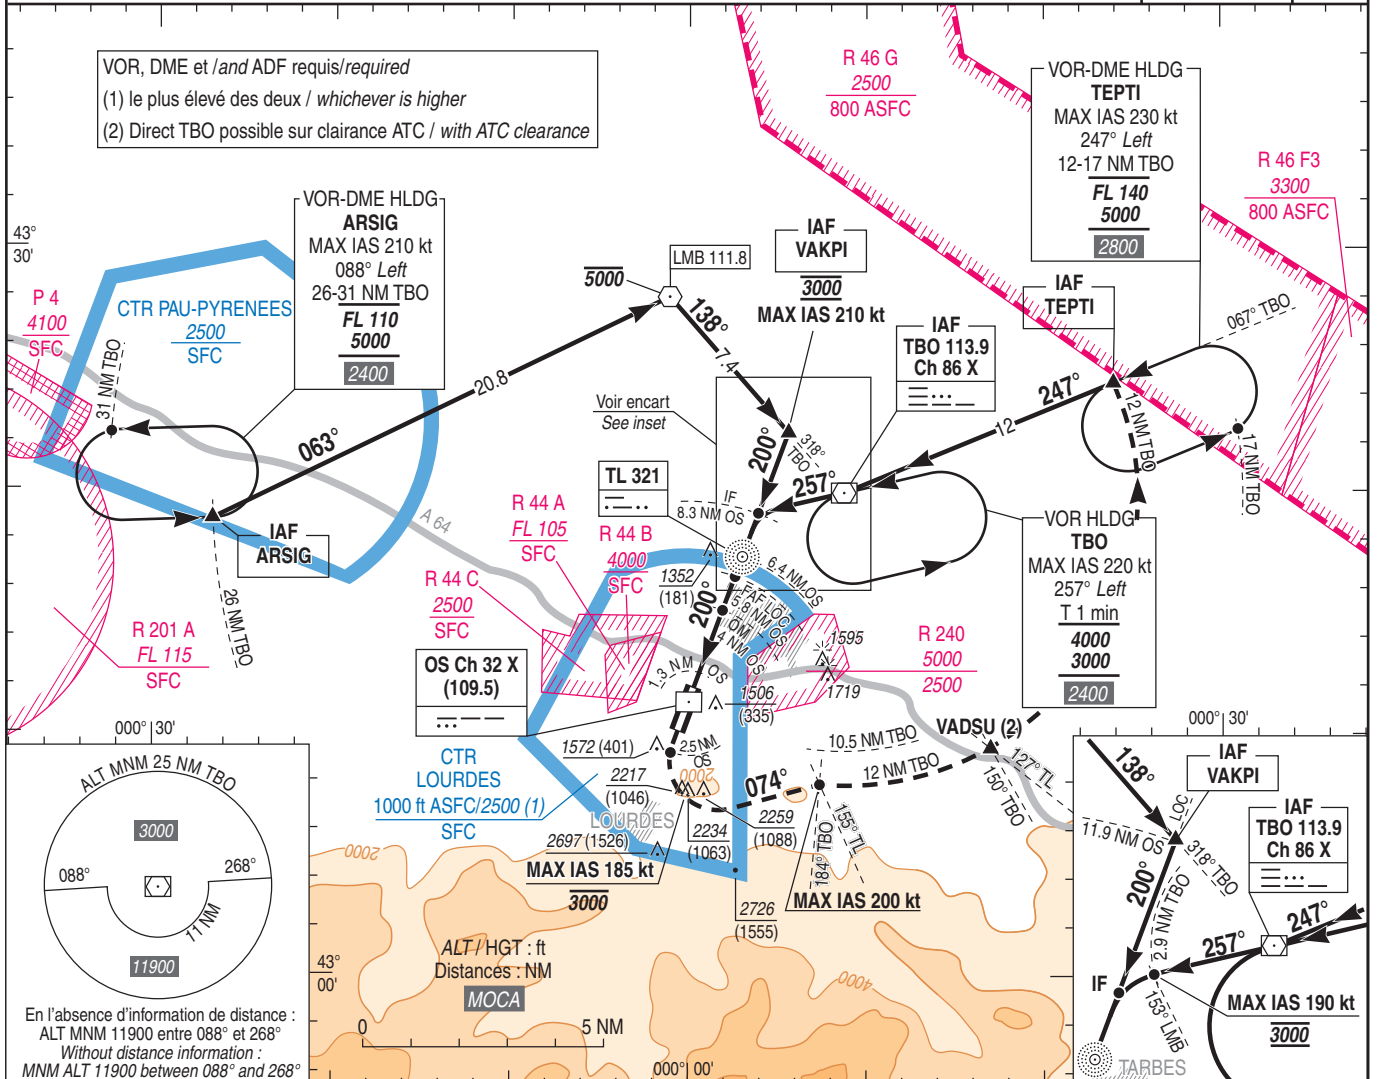 VOR, DME et /and ADF requis/required
(1) le plus élevé des deux / whichever is higher
(2) Direct TBO possible sur clairance ATC / with ATC clearance
R 46 G
2500
800 ASFC
VOR-DME HLDG
TEPTI
MAX IAS 230 kt
247° Left
12-17 NM TBO
FL 140
5000
2800
R 46 F3
3300
800 ASFC
43°
30'
VOR-DME HLDG
ARSIG
MAX IAS 210 kt
088° Left
26-31 NM TBO
FL 110
5000
2400
P 4
4100
SFC
CTR PAU-PYRENEES
2500
SFC
31 NM TBO
5000
LMB 111.8
IAF
VAKPI
3000
MAX IAS 210 kt
IAF
TEPTI
067° TBO
IAF
TBO 113.9
Ch 86 X
138°
7.4
20.8
063°
247°
12
12 NM TBO
17 NM TBO
Voir encart
See inset
200°
318°
TBO
257°
TL 321
IF
8.3 NM OS
A 64
IAF
ARSIG
26 NM TBO
R 44 A
FL 105
SFC
R 44 B
4000
SFC
R 44 C
2500
SFC
1352
(181)
200°
6.4 NM OS
FAF LOC
5.8 NM OS
OM
4 NM OS
VOR HLDG
TBO
MAX IAS 220 kt
257° Left
T 1 min
4000
3000
2400
R 201 A
FL 115
SFC
1595
1719
R 240
5000
2500
OS Ch 32 X
(109.5)
1.3 NM OS
1506
(335)
1572 (401)
2.5 NM
OS
VADSU (2)
10.5 NM TBO
12 NM TBO
074°
127° TL
150° TBO
155° TL
184° TBO
CTR
LOURDES
1000 ft ASFC/2500 (1)
SFC
2217
(1046)
2000
LOURDES
2234
(1063)
2259
(1088)
2697 (1526)
MAX IAS 185 kt
3000
MAX IAS 200 kt
2726
(1555)
2000
4000
ALT / HGT : ft
Distances : NM
MOCA
0
5 NM
43°
00'
000° 00'
000° 30'
ALT MNM 25 NM TBO
3000
088°
268°
11 NM
11900
En l'absence d'information de distance :
ALT MNM 11900 entre 088° et 268°
Without distance information :
MNM ALT 11900 between 088° and 268°
000° 30'
138°
IAF
VAKPI
LOC
11.9 NM OS
318° TBO
IAF
TBO 113.9
Ch 86 X
200°
2.9 NM TBO
247°
257°
IF
153° LMB
MAX IAS 190 kt
3000
TARBES